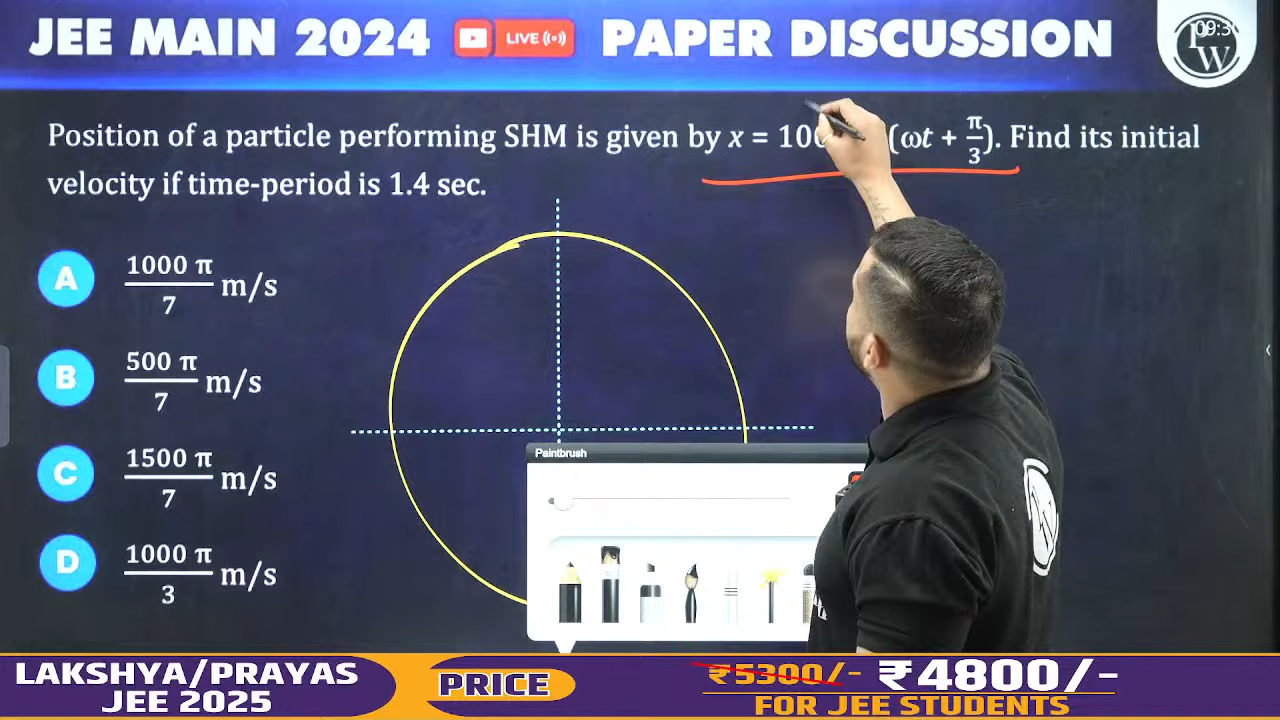 JEE MAIN 2024 LIVE PAPER DISCUSSION
09:3
PW
Position of a particle performing SHM is given by x = 10 (ωt + π/3). Find its initial
velocity if time-period is 1.4 sec.
A 1000 π/7 m/s
B 500 π/7 m/s
C 1500 π/7 m/s
D 1000 π/3 m/s
Paintbrush
LAKSHYA/PRAYAS
JEE 2025
PRICE
₹5300/- ₹4800/-
FOR JEE STUDENTS